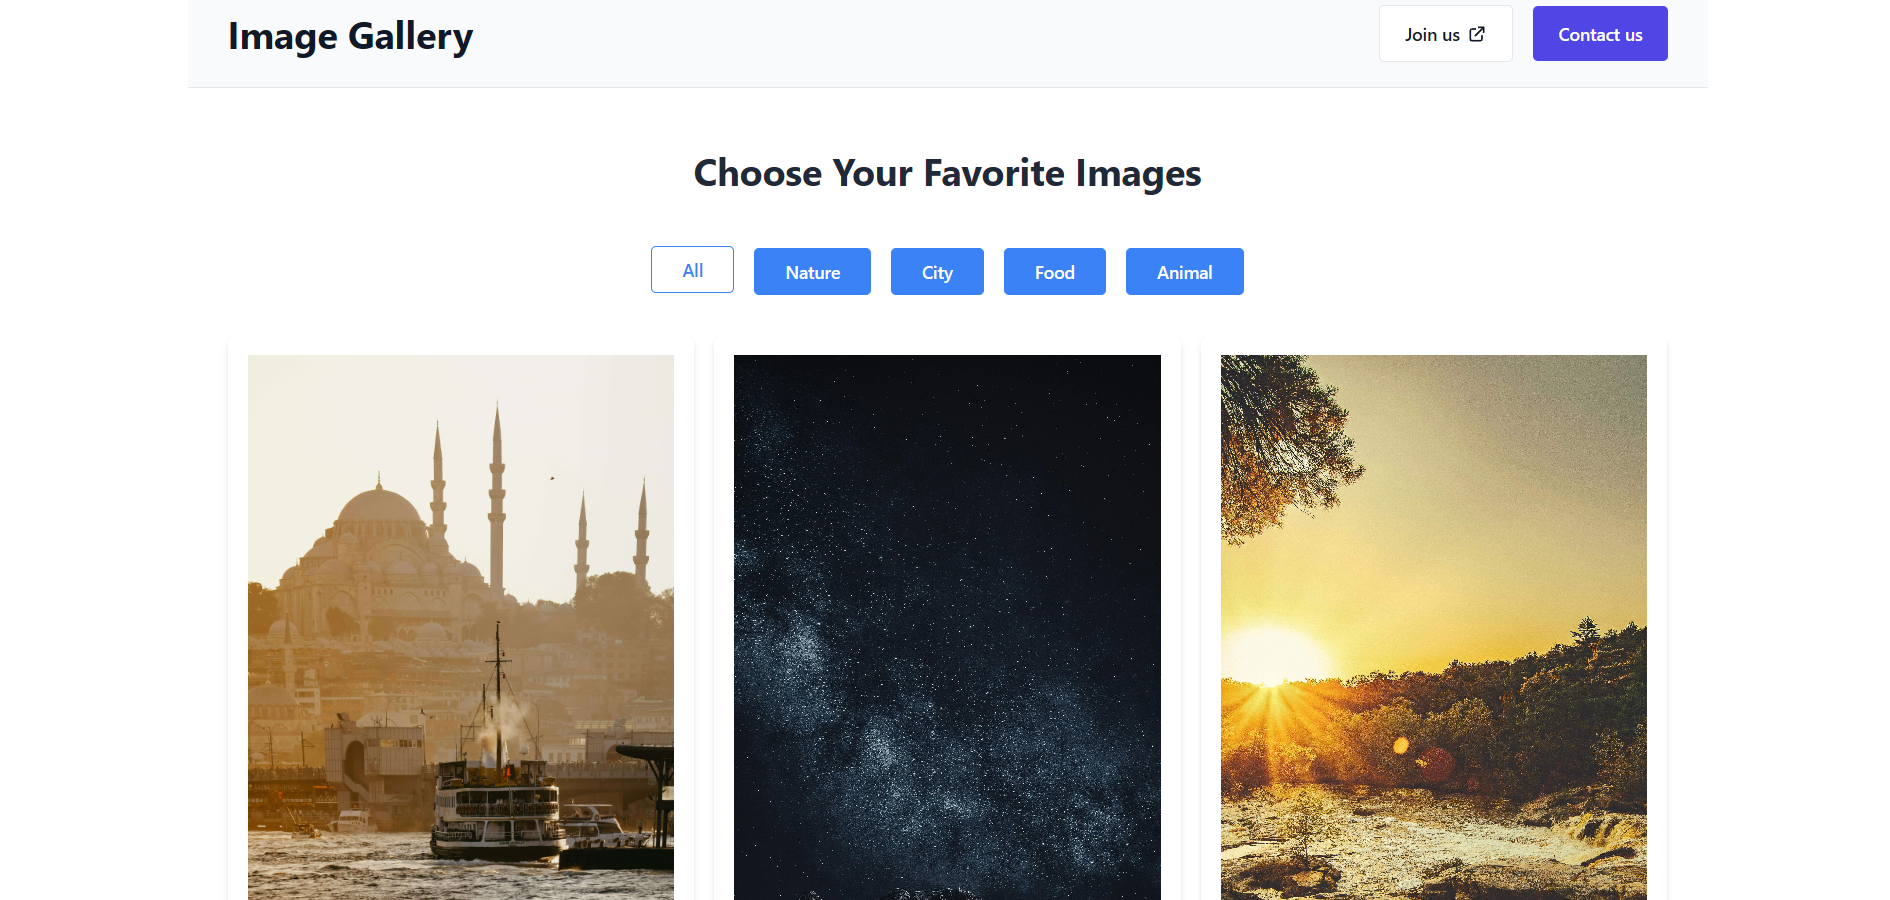 Image Gallery
Join us
Contact us
Choose Your Favorite Images
All
Nature
City
Food
Animal